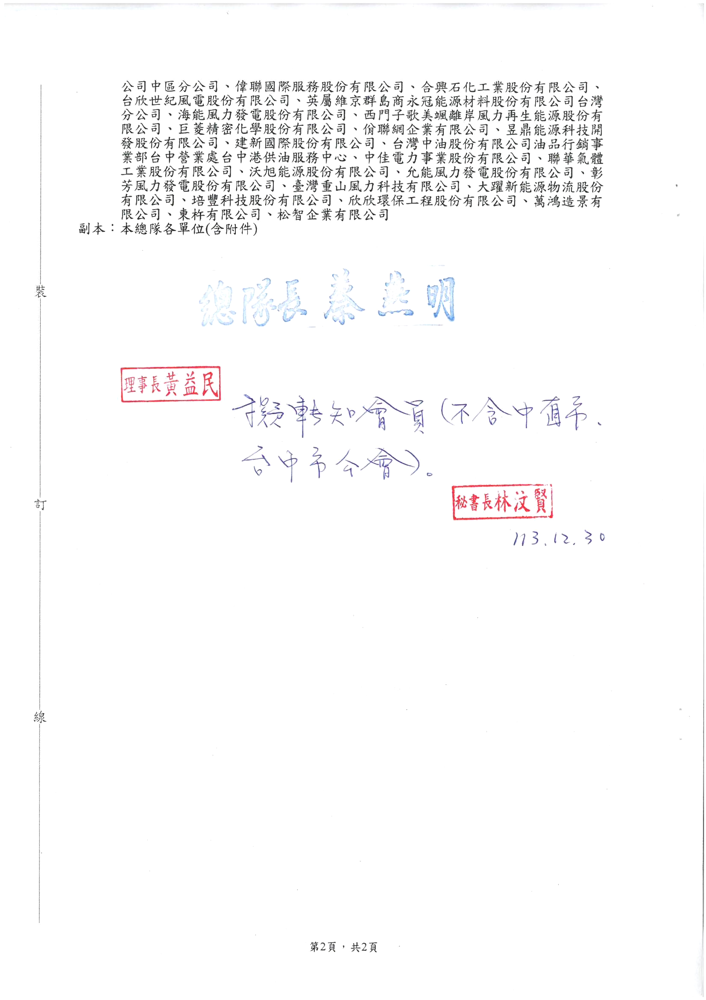 公司中區分公司、偉聯國際服務股份有限公司、合興石化工業股份有限公司、
台欣世紀風電股份有限公司、英屬維京群島商永冠能源材料股份有限公司台灣
分公司、海能風力發電股份有限公司、西門子歌美颯離岸風力再生能源股份有
限公司、巨菱精密化學股份有限公司、佾聯網企業有限公司、昱鼎能源科技開
發股份有限公司、建新國際股份有限公司、台灣中油股份有限公司油品行銷事
業部台中營業處台中港供油服務中心、中佳電力事業股份有限公司、聯華氣體
工業股份有限公司、沃旭能源股份有限公司、允能風力發電股份有限公司、彰
芳風力發電股份有限公司、臺灣重山風力科技有限公司、大躍新能源物流股份
有限公司、培豐科技股份有限公司、欣欣環保工程股份有限公司、萬鴻造景有
限公司、東杵有限公司、松智企業有限公司
副本：本總隊各單位(含附件)
裝
總隊長 蔡燕明
理事長黃益民
擬轉知會員(不含中直市、
台中市公會)。
訂
秘書長林汶賢
113.12.30
線
第2頁，共2頁